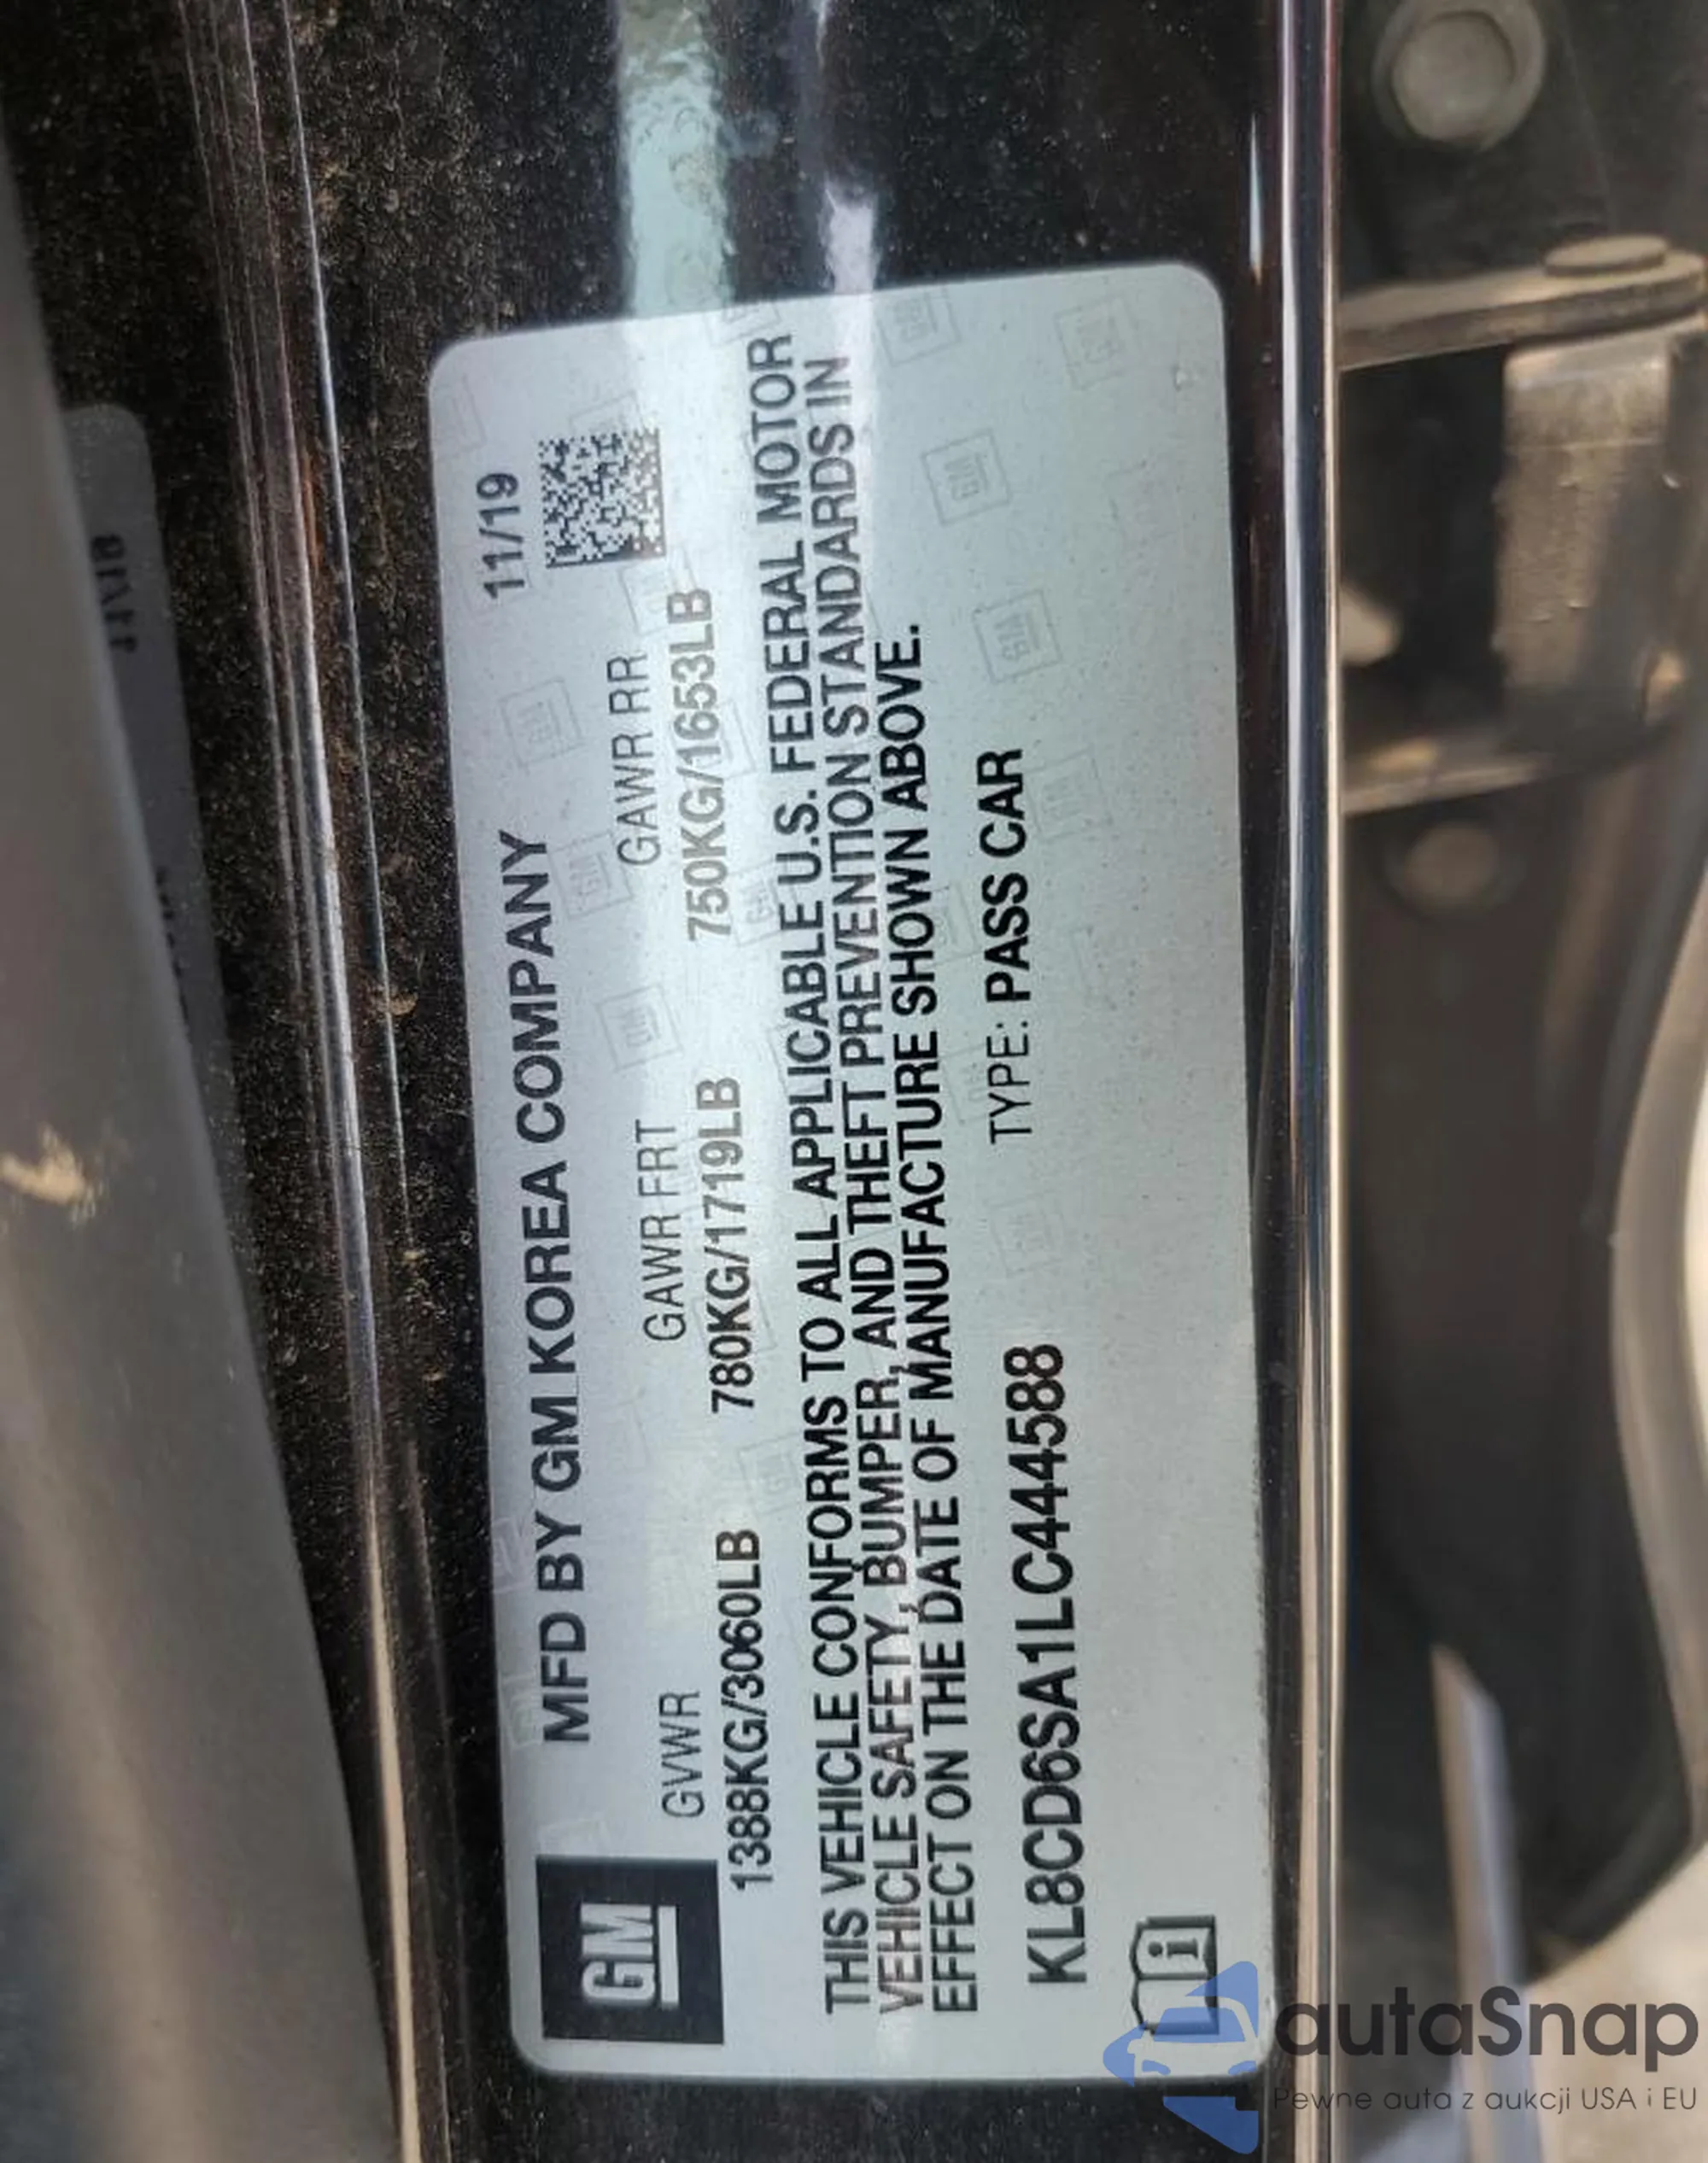 GM
MFD BY GM KOREA COMPANY
11/19
GVWR
GAWR FRT
GAWR RR
1388KG/3060LB
780KG/1719LB
750KG/1653LB
THIS VEHICLE CONFORMS TO ALL APPLICABLE U.S. FEDERAL MOTOR
VEHICLE SAFETY, BUMPER, AND THEFT PREVENTION STANDARDS IN
EFFECT ON THE DATE OF MANUFACTURE SHOWN ABOVE.
KL8CD6SA1LC444588
TYPE: PASS CAR
i
autaSnap
Pewne auta z aukcji USA i EU